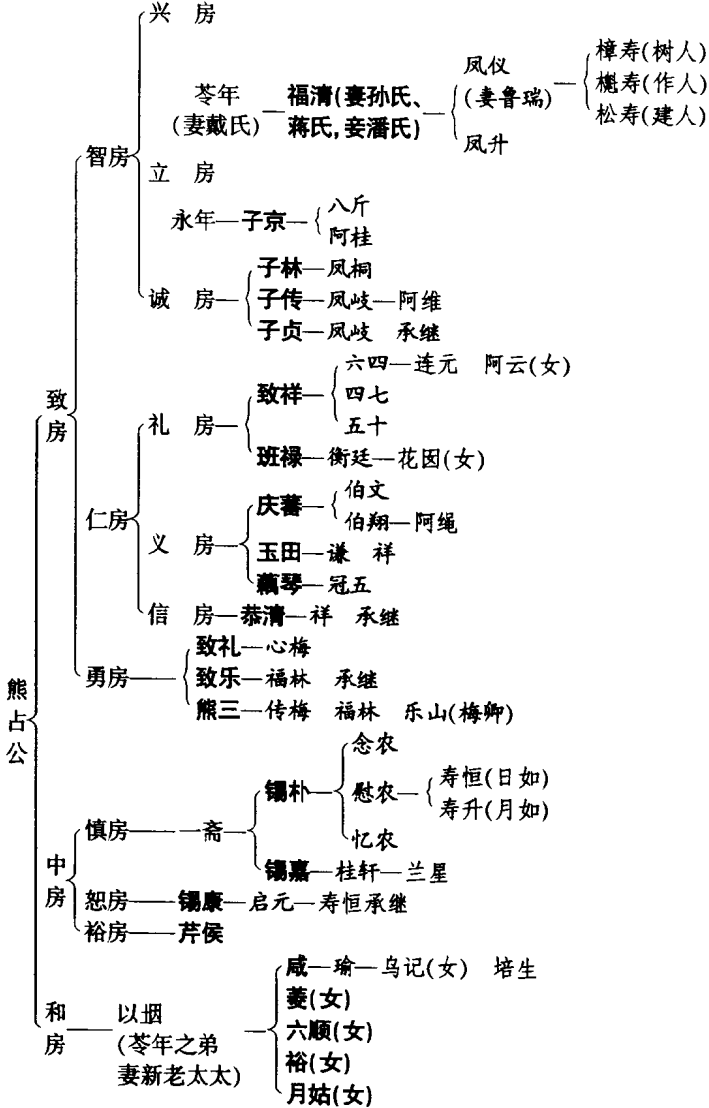 兴 房
苓年
(妻戴氏)
福清(妻孙氏、
蒋氏,妾潘氏)
凤仪
(妻鲁瑞)
凤升
樟寿(树人)
櫆寿(作人)
松寿(建人)
智房
立 房
永年—子京
八斤
阿桂
诚 房
子林—凤桐
子传—凤岐—阿维
子贞—凤岐 承继
致房
礼 房
致祥
六四—连元 阿云(女)
四七
五十
班禄—衡廷—花囡(女)
仁房
义 房
庆蕃
伯文
伯翔—阿绳
玉田—谦 祥
藕琴—冠五
信 房—恭清—祥 承继
勇房
致礼—心梅
致乐—福林 承继
熊三—传梅 福林 乐山(梅卿)
熊占公
中房
慎房—一斋
锡朴
念农
慰农
寿恒(日如)
寿升(月如)
忆农
锡嘉—桂轩—兰星
恕房—锡康—启元—寿恒承继
裕房—芹侯
和房
以烟
(苓年之弟
妻新老太太)
咸—瑜—乌记(女) 培生
菱(女)
六顺(女)
裕(女)
月姑(女)